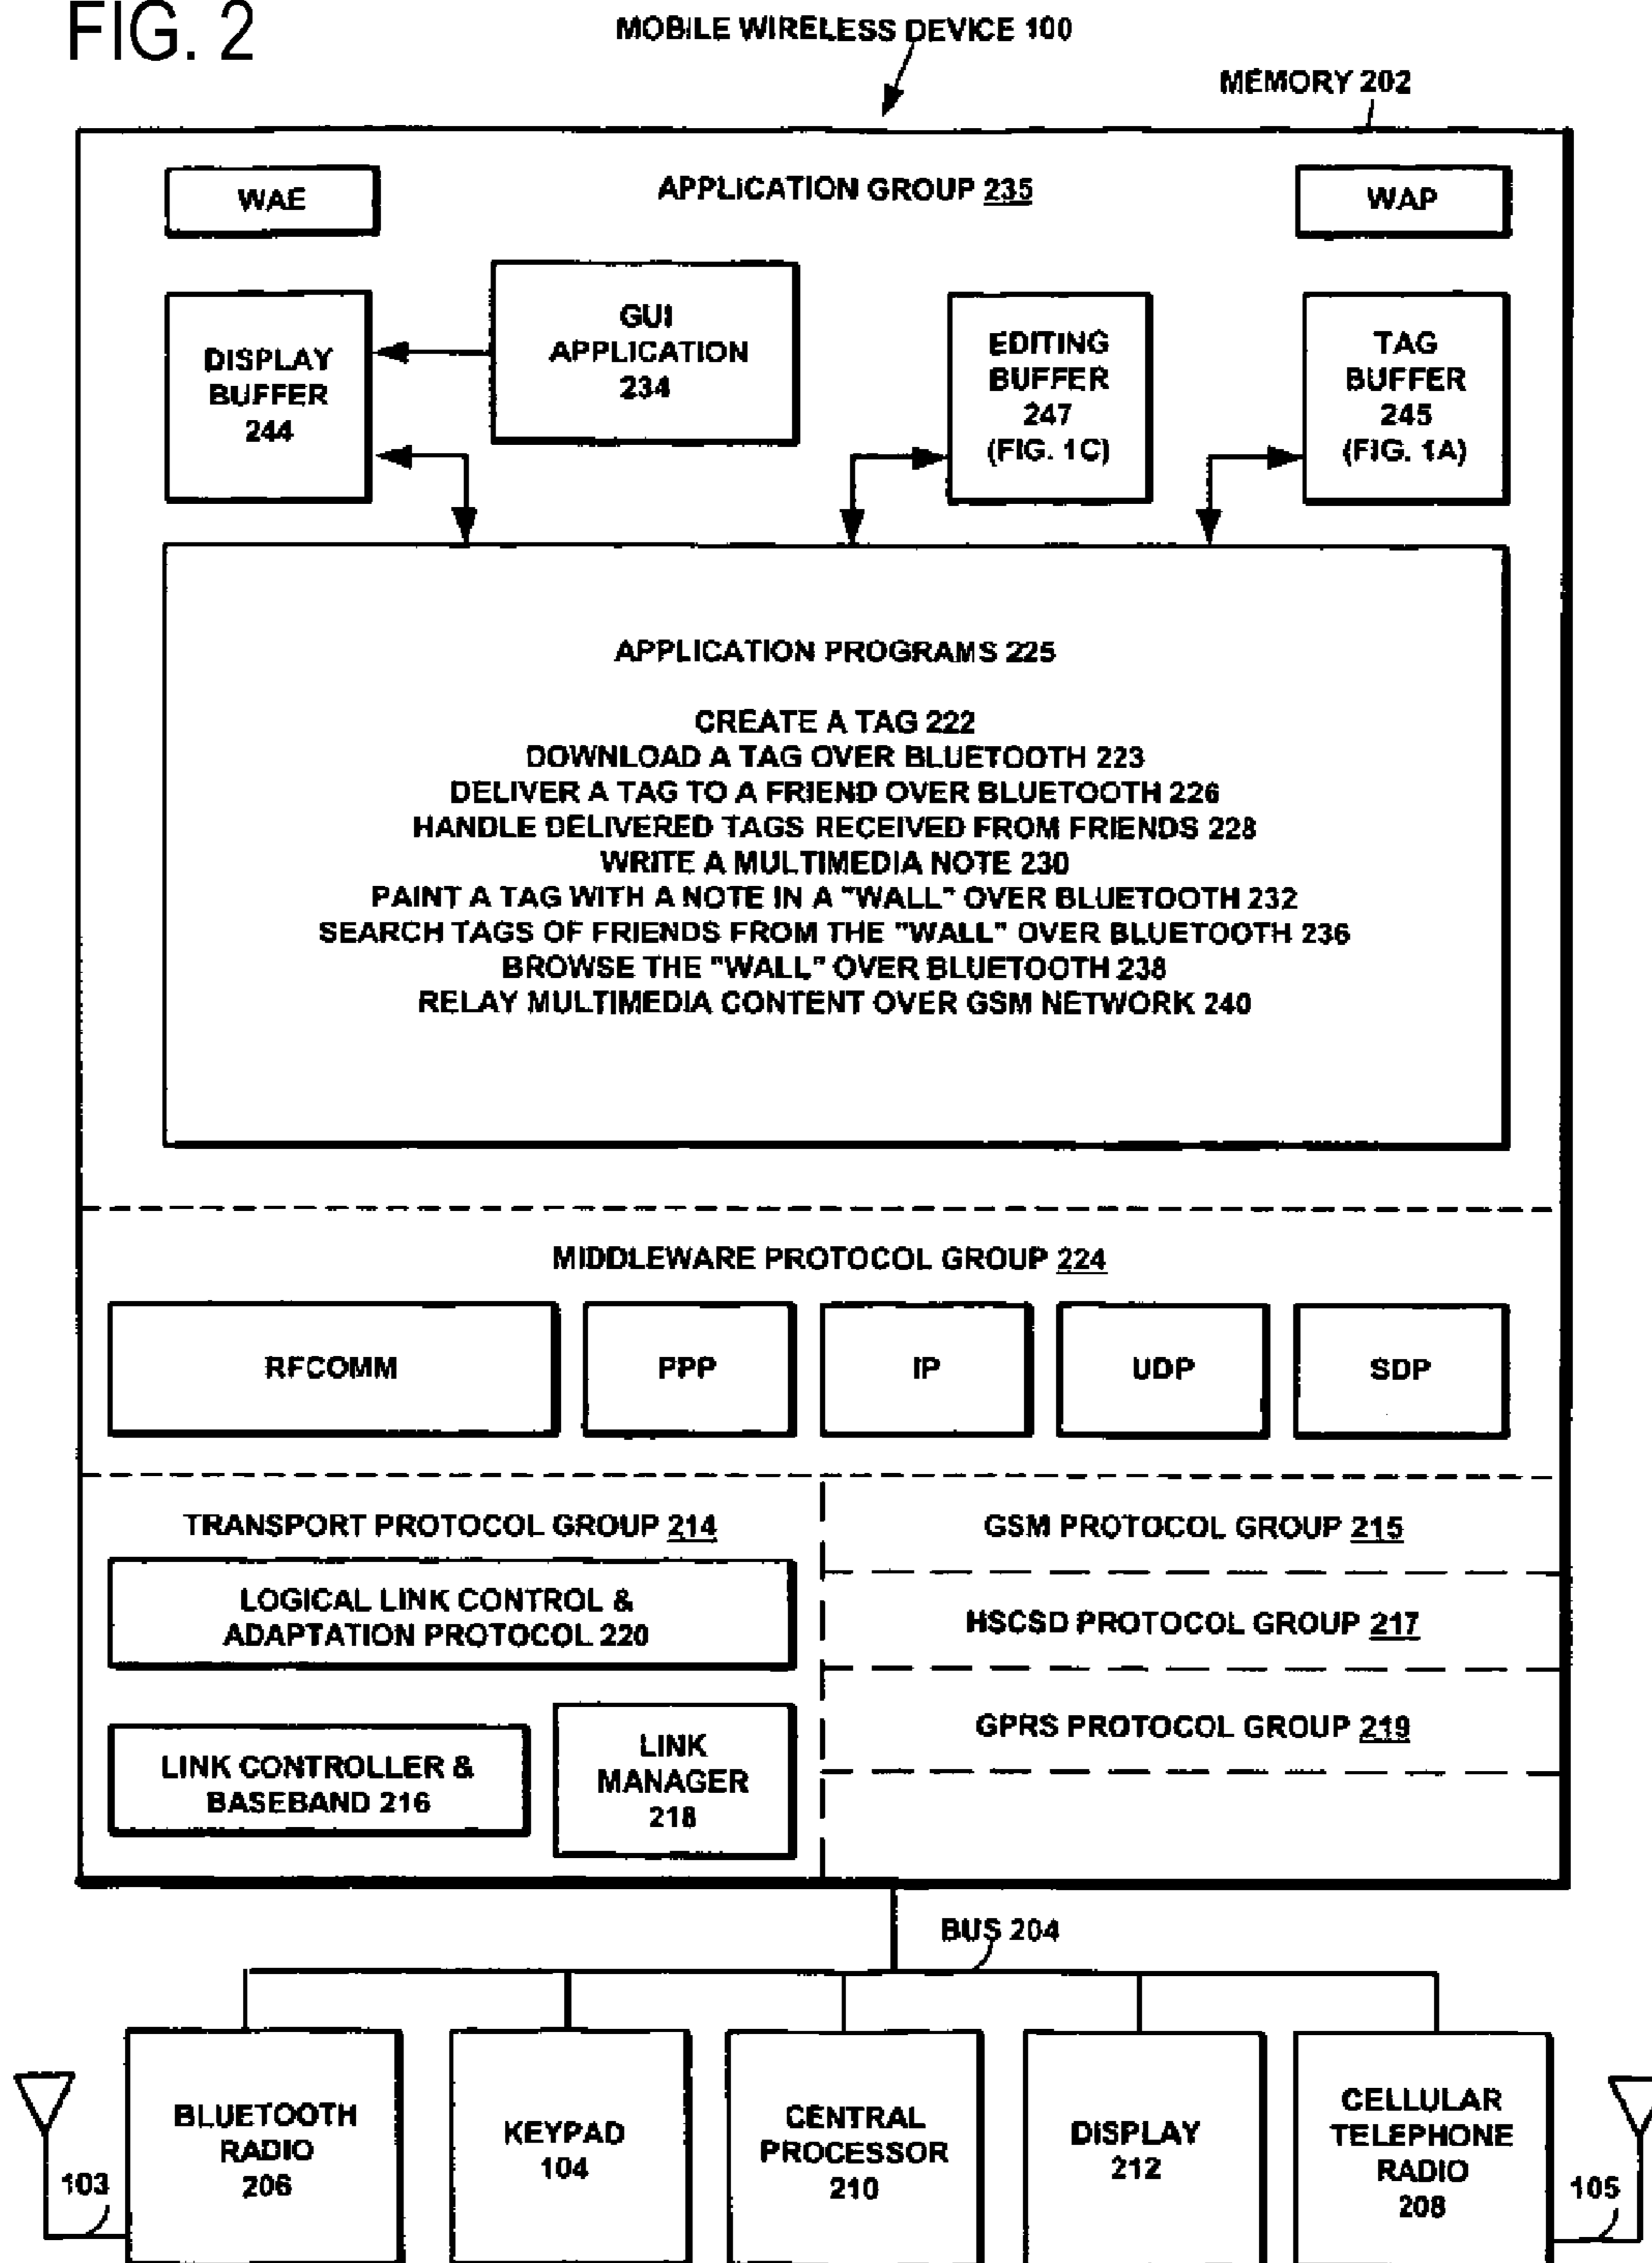 FIG. 2
MOBILE WIRELESS DEVICE 100
MEMORY 202
WAE
APPLICATION GROUP 235
WAP
DISPLAY
BUFFER
244
GUI
APPLICATION
234
EDITING
BUFFER
247
(FIG. 1C)
TAG
BUFFER
245
(FIG. 1A)
APPLICATION PROGRAMS 225
CREATE A TAG 222
DOWNLOAD A TAG OVER BLUETOOTH 223
DELIVER A TAG TO A FRIEND OVER BLUETOOTH 226
HANDLE DELIVERED TAGS RECEIVED FROM FRIENDS 228
WRITE A MULTIMEDIA NOTE 230
PAINT A TAG WITH A NOTE IN A "WALL" OVER BLUETOOTH 232
SEARCH TAGS OF FRIENDS FROM THE "WALL" OVER BLUETOOTH 236
BROWSE THE "WALL" OVER BLUETOOTH 238
RELAY MULTIMEDIA CONTENT OVER GSM NETWORK 240
MIDDLEWARE PROTOCOL GROUP 224
RFCOMM
PPP
IP
UDP
SDP
TRANSPORT PROTOCOL GROUP 214
LOGICAL LINK CONTROL &
ADAPTATION PROTOCOL 220
LINK CONTROLLER &
BASEBAND 216
LINK
MANAGER
218
GSM PROTOCOL GROUP 215
HSCSD PROTOCOL GROUP 217
GPRS PROTOCOL GROUP 219
BUS 204
103
BLUETOOTH
RADIO
206
KEYPAD
104
CENTRAL
PROCESSOR
210
DISPLAY
212
CELLULAR
TELEPHONE
RADIO
208
105